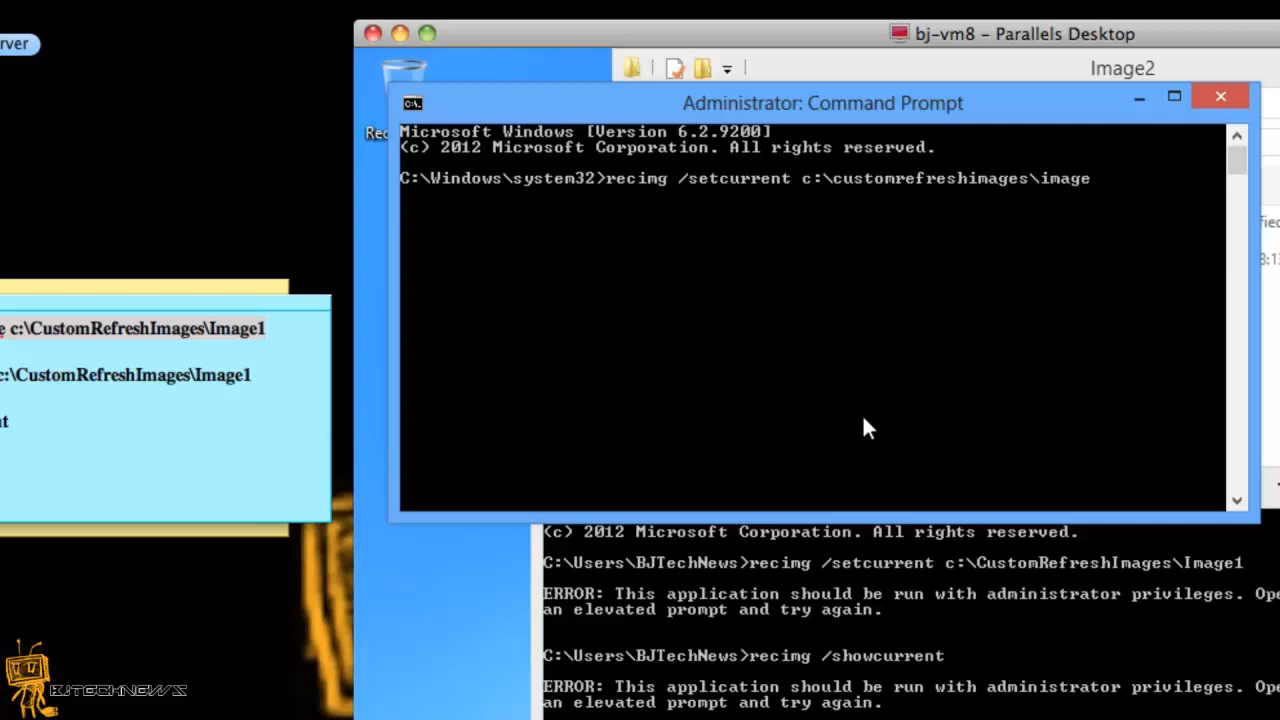 rver
bj-vm8 - Parallels Desktop
Image2
Administrator: Command Prompt
Microsoft Windows [Version 6.2.9200]
(c) 2012 Microsoft Corporation. All rights reserved.
C:\Windows\system32>recimg /setcurrent c:\customrefreshimages\image
Rec
fied
8:1
e c:\CustomRefreshImages\Image1
c:\CustomRefreshImages\Image1
nt
(c) 2012 Microsoft Corporation. All rights reserved.
C:\Users\BJTechNews>recimg /setcurrent c:\CustomRefreshImages\Image1
ERROR: This application should be run with administrator privileges. Ope
an elevated prompt and try again.
C:\Users\BJTechNews>recimg /showcurrent
ERROR: This application should be run with administrator privileges. Ope
an elevated prompt and try again.
BJTECHNEWS